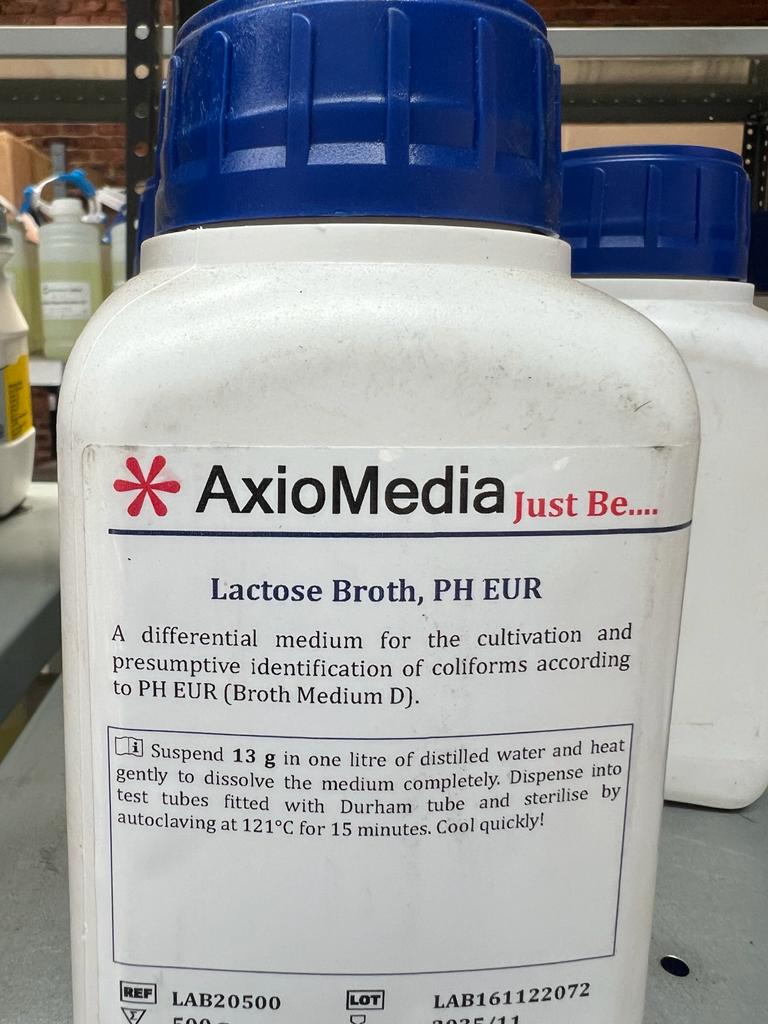 AxioMedia Just Be....
Lactose Broth, PH EUR
A differential medium for the cultivation and
presumptive identification of coliforms according
to PH EUR (Broth Medium D).
i Suspend 13 g in one litre of distilled water and heat
gently to dissolve the medium completely. Dispense into
test tubes fitted with Durham tube and sterilise by
autoclaving at 121°C for 15 minutes. Cool quickly!
REF LAB20500 LOT LAB161122072
500